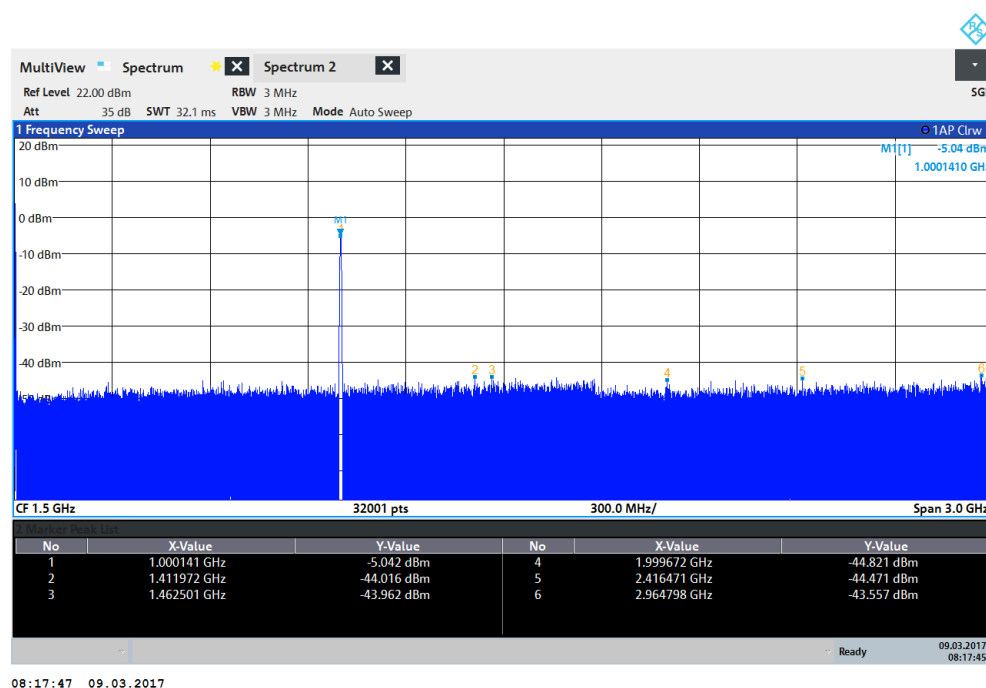 R S
MultiView Spectrum X Spectrum 2 X
Ref Level 22.00 dBm RBW 3 MHz SG
Att 35 dB SWT 32.1 ms VBW 3 MHz Mode Auto Sweep
1 Frequency Sweep 1AP Clrw
20 dBm M1[1] -5.04 dBm
1.0001410 GH
10 dBm
0 dBm M1
1
-10 dBm
-20 dBm
-30 dBm
-40 dBm
2 3 4 5 6
CF 1.5 GHz 32001 pts 300.0 MHz/ Span 3.0 GHz
2 Marker Peak List
No X-Value Y-Value No X-Value Y-Value
1 1.000141 GHz -5.042 dBm 4 1.999672 GHz -44.821 dBm
2 1.411972 GHz -44.016 dBm 5 2.416471 GHz -44.471 dBm
3 1.462501 GHz -43.962 dBm 6 2.964798 GHz -43.557 dBm
Ready 09.03.2017
08:17:45
08:17:47 09.03.2017